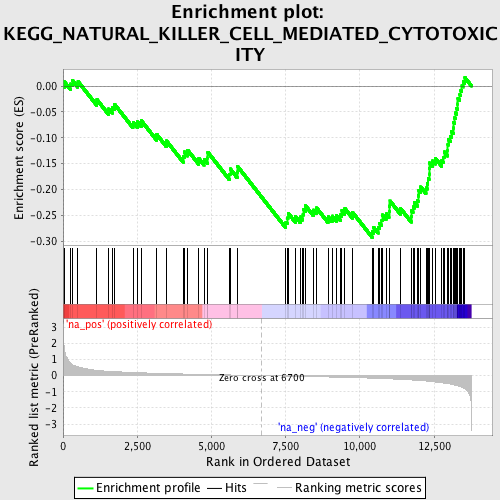 Enrichment plot:
KEGG_NATURAL_KILLER_CELL_MEDIATED_CYTOTOXIC
ITY
Enrichment score (ES)
0.00
-0.05
-0.10
-0.15
-0.20
-0.25
-0.30
'na_pos' (positively correlated)
Ranked list metric (PreRanked)
3
2
1
0
-1
-2
-3
Zero cross at 6700
'na_neg' (negatively correlated)
0
2,500
5,000
7,500
10,000
12,500
Rank in Ordered Dataset
Enrichment profile
Hits
Ranking metric scores